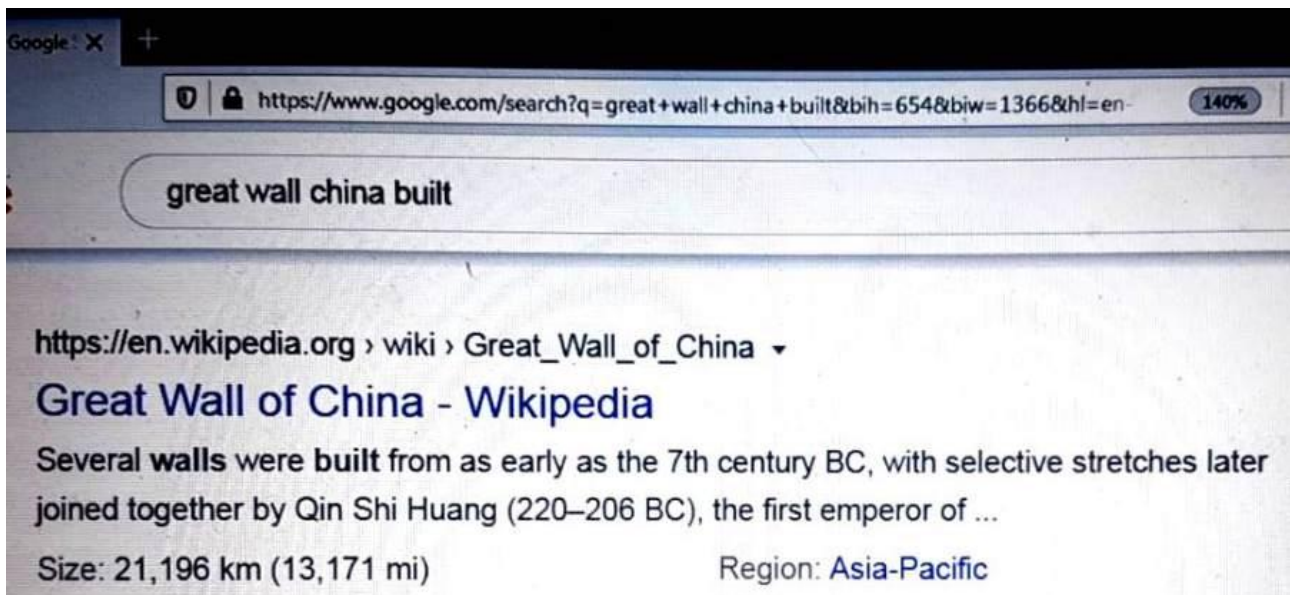 Google
https://www.google.com/search?q=great+wall+china+built&bih=654&biw=1366&hl=en-
140%
great wall china built
https://en.wikipedia.org › wiki › Great_Wall_of_China
Great Wall of China - Wikipedia
Several walls were built from as early as the 7th century BC, with selective stretches later
joined together by Qin Shi Huang (220–206 BC), the first emperor of ...
Size: 21,196 km (13,171 mi) Region: Asia-Pacific